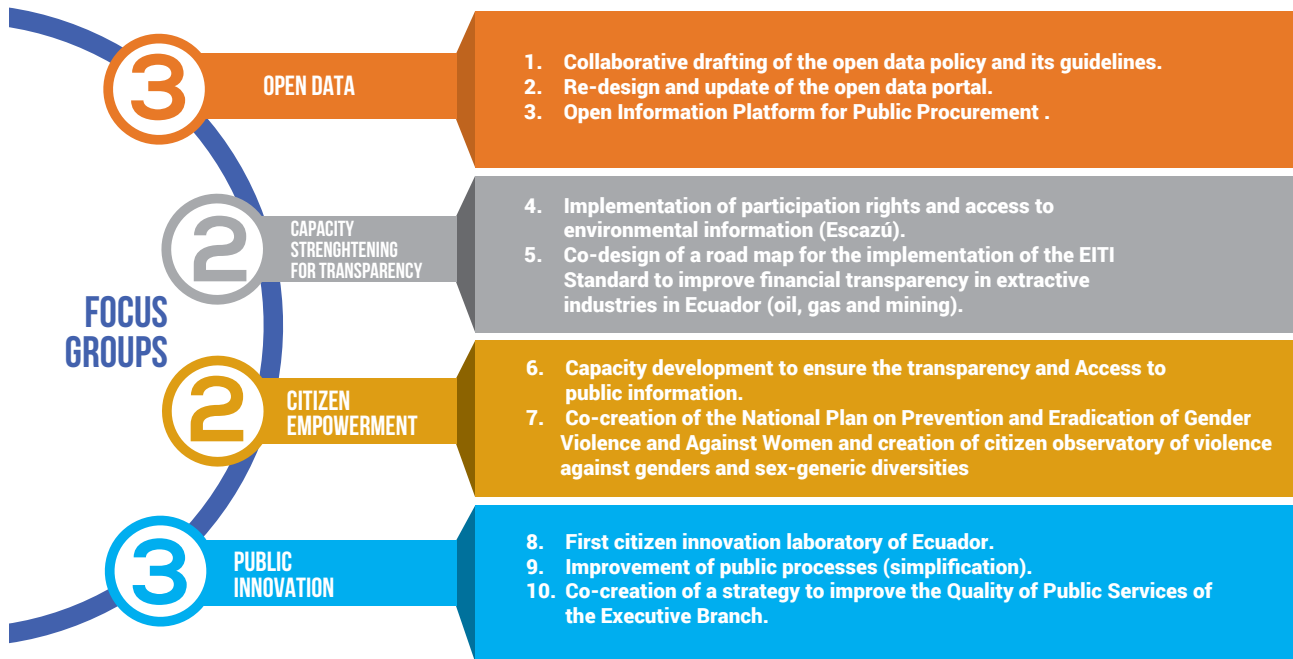 FOCUS
GROUPS
3
OPEN DATA
1. Collaborative drafting of the open data policy and its guidelines.
2. Re-design and update of the open data portal.
3. Open Information Platform for Public Procurement .
2
CAPACITY
STRENGHTENING
FOR TRANSPARENCY
4. Implementation of participation rights and access to
environmental information (Escazú).
5. Co-design of a road map for the implementation of the EITI
Standard to improve financial transparency in extractive
industries in Ecuador (oil, gas and mining).
2
CITIZEN
EMPOWERMENT
6. Capacity development to ensure the transparency and Access to
public information.
7. Co-creation of the National Plan on Prevention and Eradication of Gender
Violence and Against Women and creation of citizen observatory of violence
against genders and sex-generic diversities
3
PUBLIC
INNOVATION
8. First citizen innovation laboratory of Ecuador.
9. Improvement of public processes (simplification).
10. Co-creation of a strategy to improve the Quality of Public Services of
the Executive Branch.